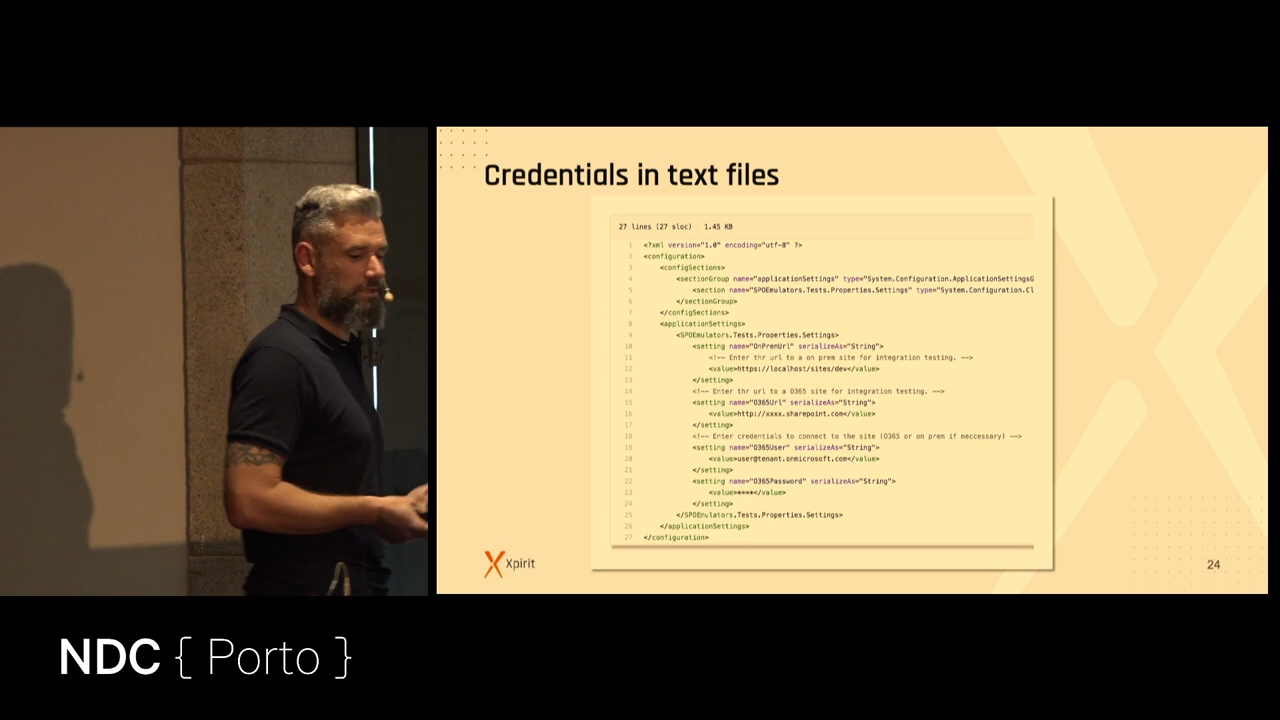 Credentials in text files
27 lines (27 sloc) 1.45 KB
1 <?xml version="1.0" encoding="utf-8" ?>
2 <configuration>
3 <configSections>
4 <sectionGroup name="applicationSettings" type="System.Configuration.ApplicationSettingsG
5 <section name="SPOEmulators.Tests.Properties.Settings" type="System.Configuration.Cl
6 </sectionGroup>
7 </configSections>
8 <applicationSettings>
9 <SPOEmulators.Tests.Properties.Settings>
10 <setting name="OnPremUrl" serializeAs="String">
11 <!-- Enter thr url to a on prem site for integration testing. -->
12 <value>https://localhost/sites/dev</value>
13 </setting>
14 <!-- Enter thr url to a O365 site for integration testing. -->
15 <setting name="O365Url" serializeAs="String">
16 <value>http://xxxx.sharepoint.com</value>
17 </setting>
18 <!-- Enter credentials to connect to the site (O365 or on prem if neccessary) -->
19 <setting name="O365User" serializeAs="String">
20 <value>user@tenant.onmicrosoft.com</value>
21 </setting>
22 <setting name="O365Password" serializeAs="String">
23 <value>****</value>
24 </setting>
25 </SPOEmulators.Tests.Properties.Settings>
26 </applicationSettings>
27 </configuration>
Xpirit
24
NDC { Porto }